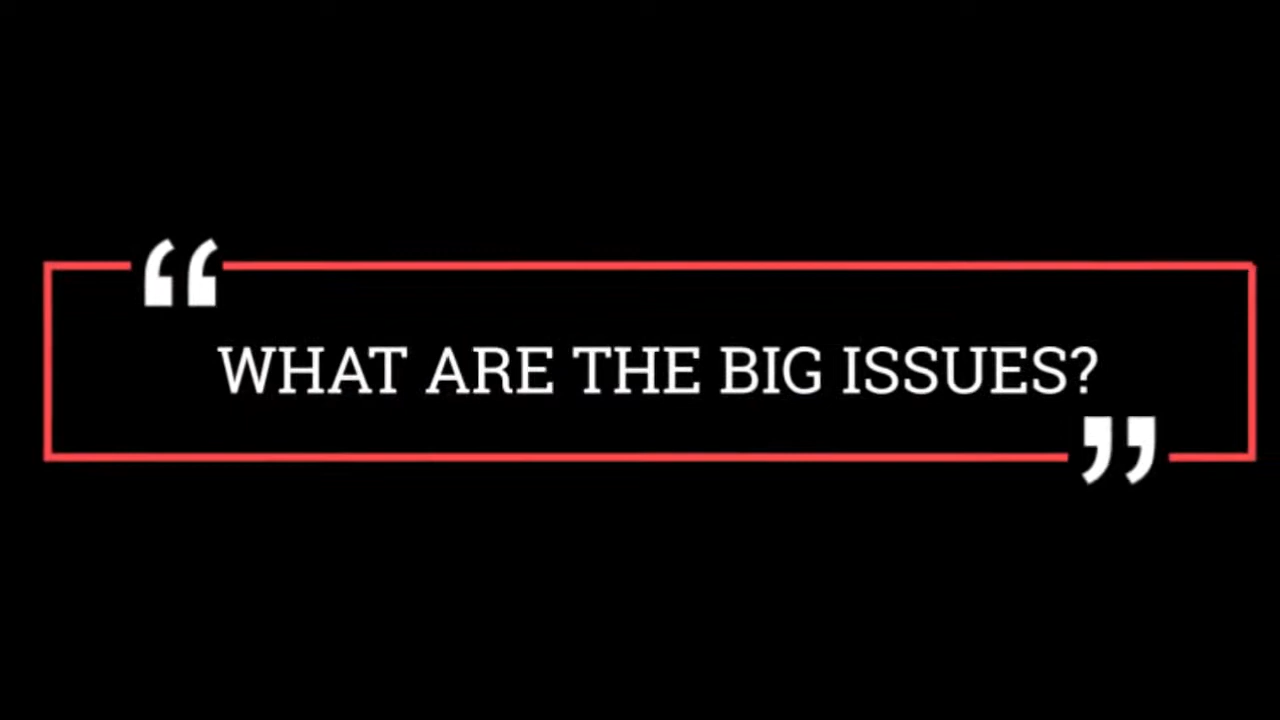 “WHAT ARE THE BIG ISSUES?”